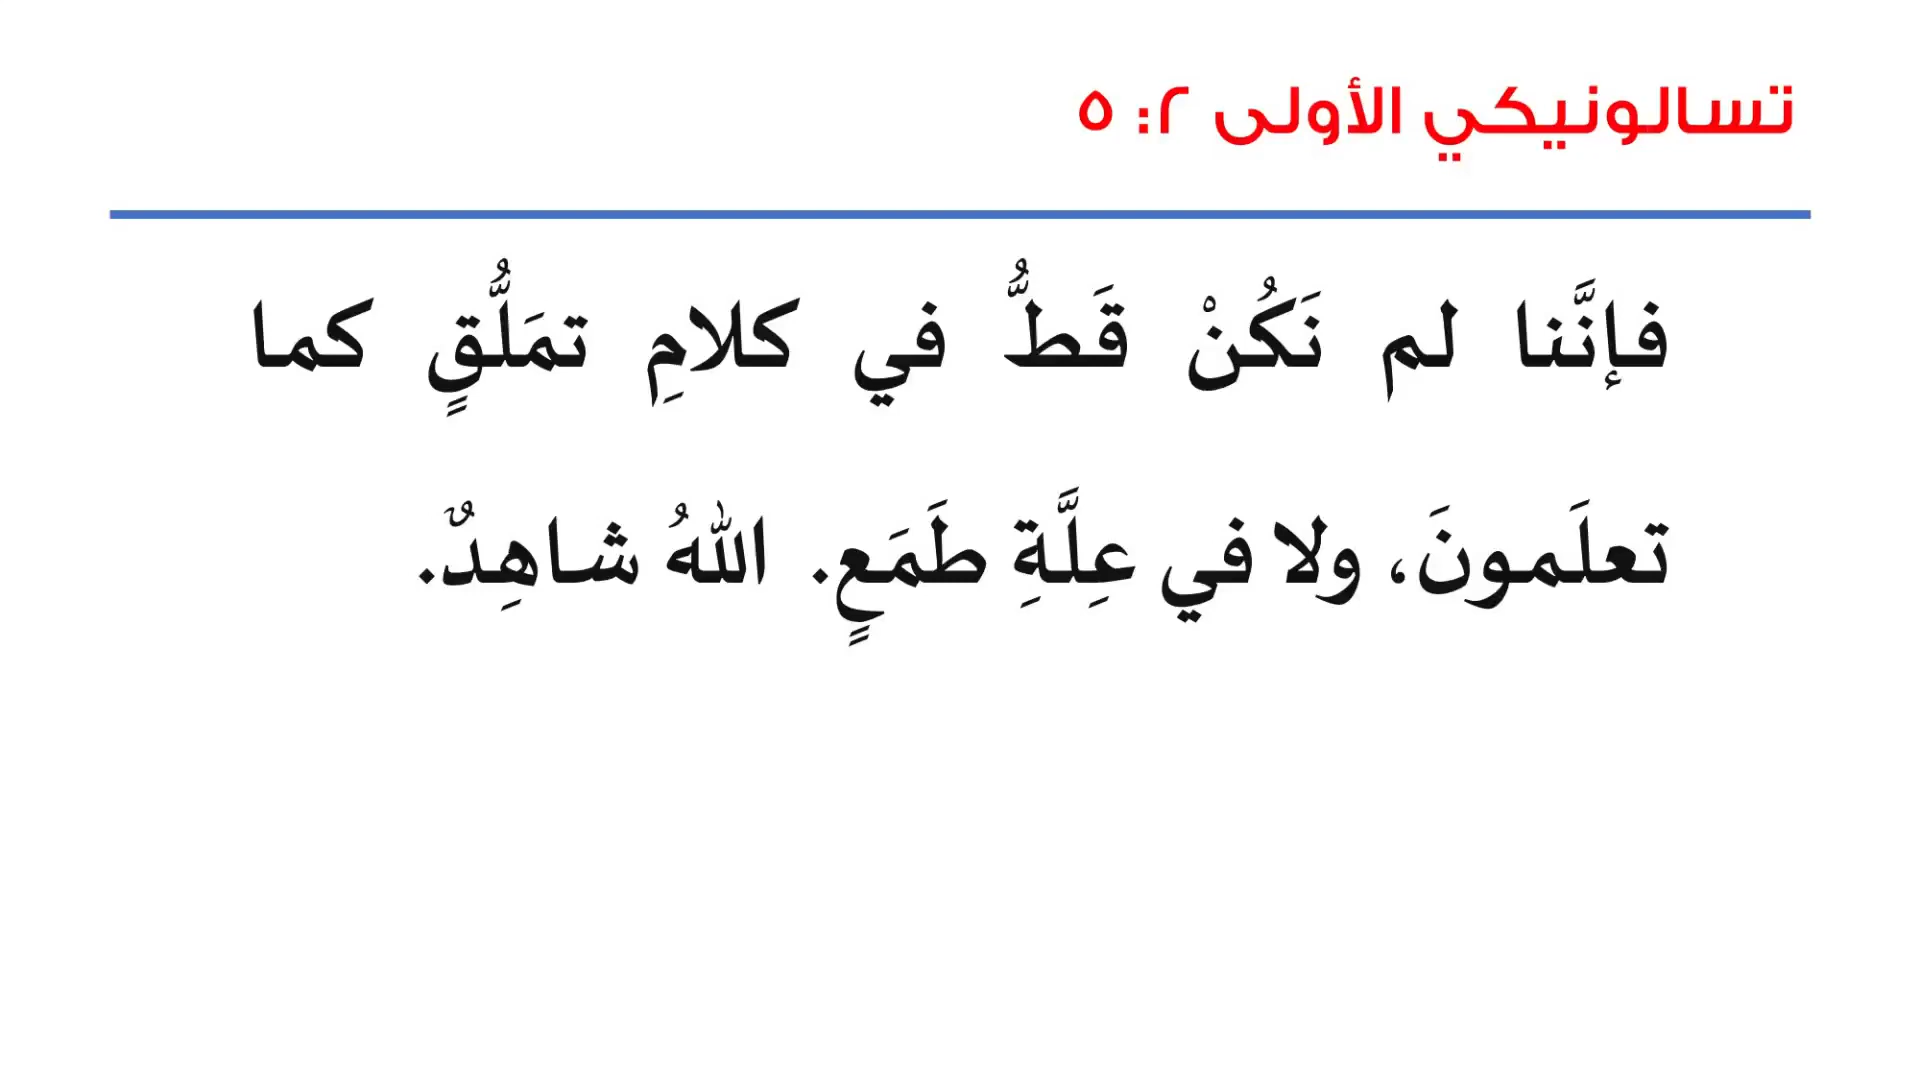 تسالونيكي الأولى ٢: ٥
فإنَّنا لم نَكُنْ قَطُّ في كلامِ تمَلُّقٍ كما
تعلَمونَ، ولا في عِلَّةِ طَمَعٍ. اللهُ شاهِدٌ.